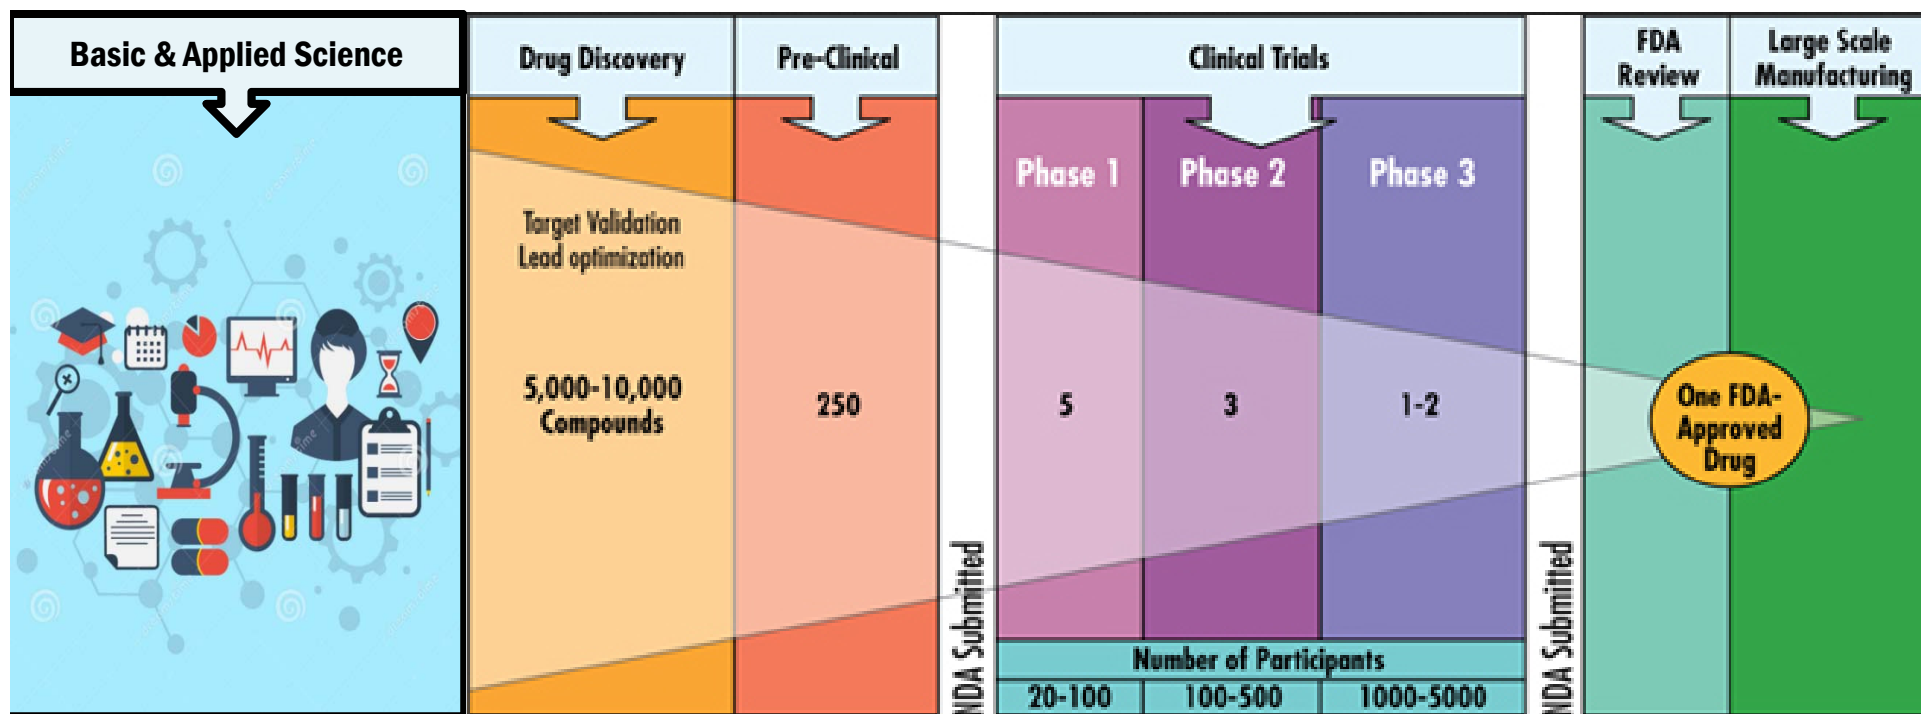 Basic & Applied Science
Drug Discovery
Pre-Clinical
Clinical Trials
FDA
Review
Large Scale
Manufacturing
Target Validation
Lead optimization
5,000-10,000
Compounds
250
Phase 1
Phase 2
Phase 3
5
3
1-2
One FDA-
Approved
Drug
NDA Submitted
NDA Submitted
Number of Participants
20-100
100-500
1000-5000